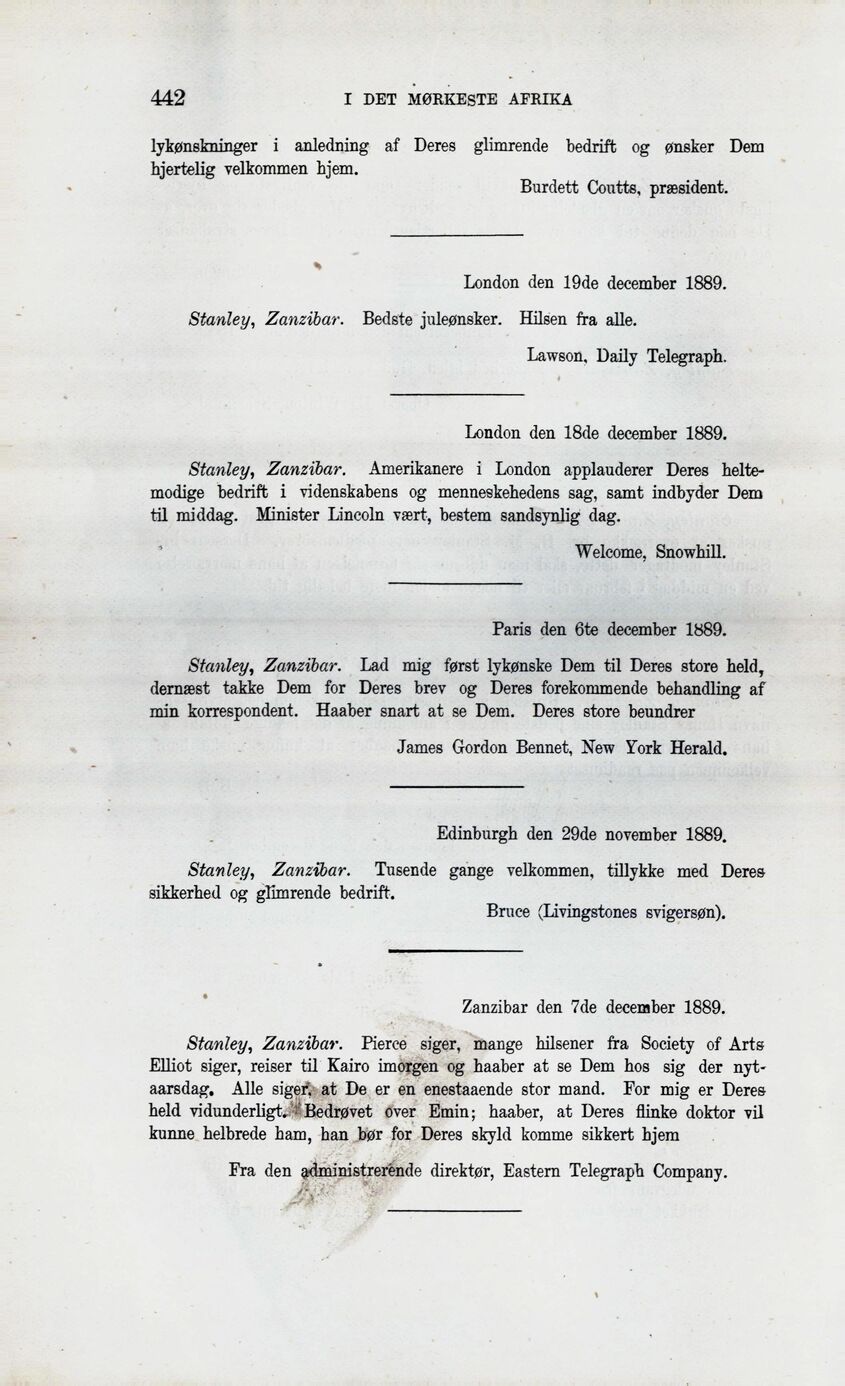 442
I DET MØRKESTE AFRIKA
lykønskninger i anledning af Deres glimrende bedrift og ønsker Dem
hjertelig velkommen hjem.
Burdett Coutts, præsident.
London den 19de december 1889.
Stanley, Zanzibar. Bedste juleønsker. Hilsen fra alle.
Lawson, Daily Telegraph.
London den 18de december 1889.
Stanley, Zanzibar. Amerikanere i London applauderer Deres helte-
modige bedrift i videnskabens og menneskehedens sag, samt indbyder Dem
til middag. Minister Lincoln vært, bestem sandsynlig dag.
Welcome, Snowhill.
Paris den 6te december 1889.
Stanley, Zanzibar. Lad mig først lykønske Dem til Deres store held,
dernæst takke Dem for Deres brev og Deres forekommende behandling af
min korrespondent. Haaber snart at se Dem. Deres store beundrer
James Gordon Bennet, New York Herald.
Edinburgh den 29de november 1889.
Stanley, Zanzibar. Tusende gange velkommen, tillykke med Deres
sikkerhed og glimrende bedrift.
Bruce (Livingstones svigersøn).
Zanzibar den 7de december 1889.
Stanley, Zanzibar. Pierce siger, mange hilsener fra Society of Arts
Elliot siger, reiser til Kairo imorgen og haaber at se Dem hos sig der nyt-
aarsdag. Alle siger, at De er en enestaaende stor mand. For mig er Deres
held vidunderligt. Bedrøvet over Emin; haaber, at Deres flinke doktor vil
kunne helbrede ham, han bør for Deres skyld komme sikkert hjem
Fra den administrerende direktør, Eastern Telegraph Company.